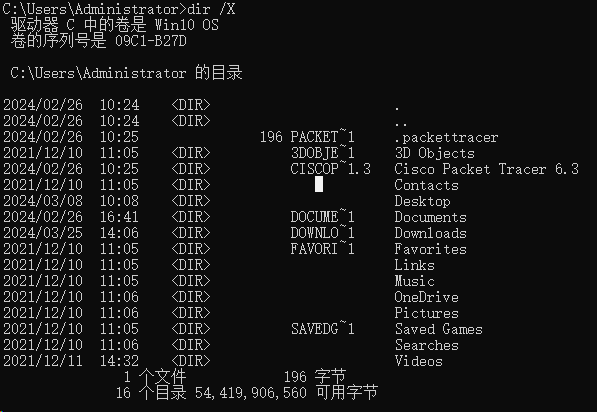 C:\Users\Administrator>dir /X
驱动器 C 中的卷是 Win10 OS
卷的序列号是 09C1-B27D
C:\Users\Administrator 的目录
2024/02/26  10:24    <DIR>                       .
2024/02/26  10:24    <DIR>                       ..
2024/02/26  10:25               196 PACKET~1     .packettracer
2021/12/10  11:05    <DIR>          3DOBJE~1     3D Objects
2024/02/26  10:25    <DIR>          CISCOP~1.3   Cisco Packet Tracer 6.3
2021/12/10  11:05    <DIR>                       Contacts
2024/03/08  10:08    <DIR>                       Desktop
2024/02/26  16:41    <DIR>          DOCUME~1     Documents
2024/03/25  14:06    <DIR>          DOWNLO~1     Downloads
2021/12/10  11:05    <DIR>          FAVORI~1     Favorites
2021/12/10  11:05    <DIR>                       Links
2021/12/10  11:05    <DIR>                       Music
2021/12/10  11:06    <DIR>                       OneDrive
2021/12/10  11:06    <DIR>                       Pictures
2021/12/10  11:05    <DIR>          SAVEDG~1     Saved Games
2021/12/10  11:06    <DIR>                       Searches
2021/12/11  14:32    <DIR>                       Videos
1 个文件            196 字节
16 个目录 54,419,906,560 可用字节